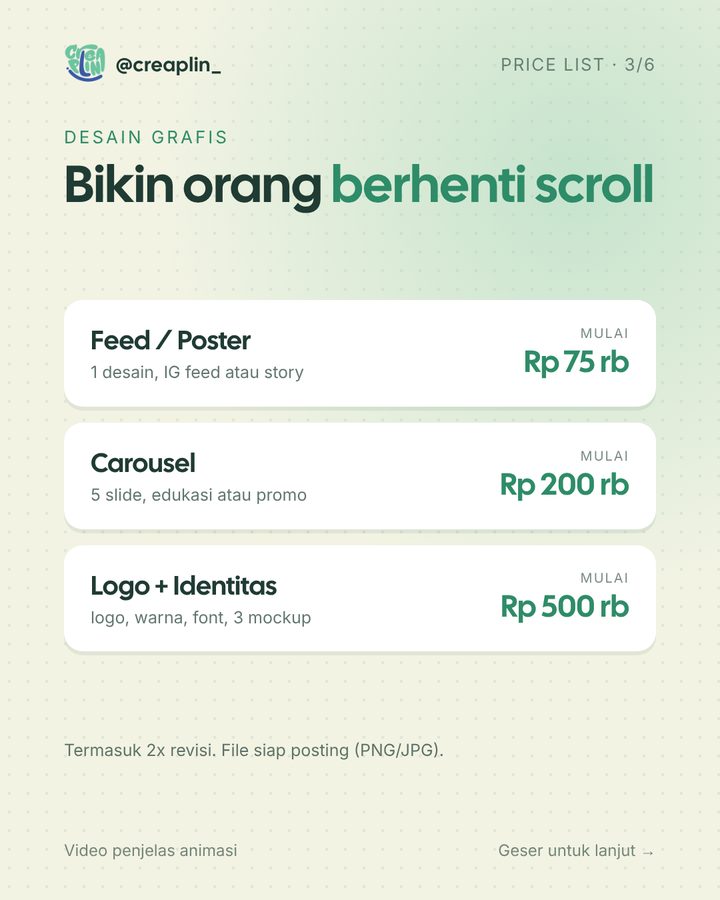 CREA
PLIN
@creaplin_
PRICE LIST · 3/6
DESAIN GRAFIS
Bikin orang berhenti scroll
Feed / Poster
1 desain, IG feed atau story
MULAI
Rp 75 rb
Carousel
5 slide, edukasi atau promo
MULAI
Rp 200 rb
Logo + Identitas
logo, warna, font, 3 mockup
MULAI
Rp 500 rb
Termasuk 2x revisi. File siap posting (PNG/JPG).
Video penjelas animasi
Geser untuk lanjut →